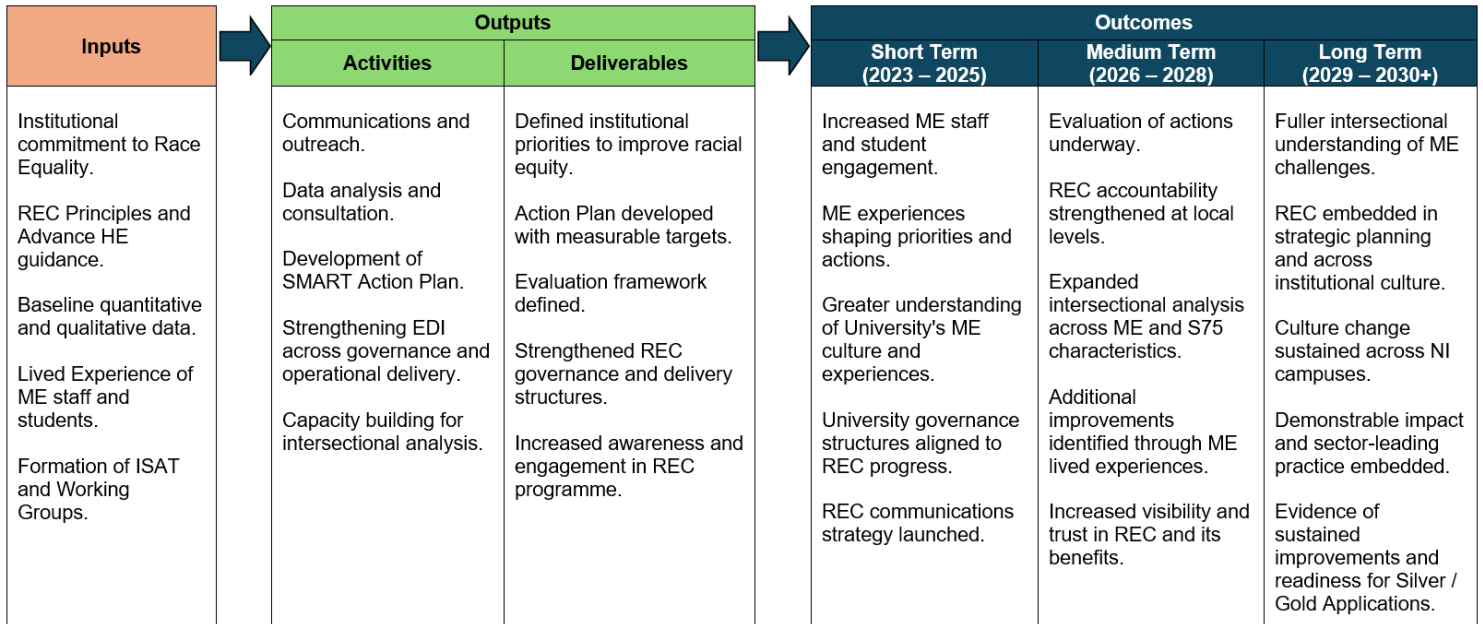 Inputs
Outputs
Activities
Deliverables
Outcomes
Short Term
(2023 – 2025)
Medium Term
(2026 – 2028)
Long Term
(2029 – 2030+)
Institutional
commitment to Race
Equality.
REC Principles and
Advance HE
guidance.
Baseline quantitative
and qualitative data.
Lived Experience of
ME staff and
students.
Formation of ISAT
and Working
Groups.
Communications and
outreach.
Data analysis and
consultation.
Development of
SMART Action Plan.
Strengthening EDI
across governance and
operational delivery.
Capacity building for
intersectional analysis.
Defined institutional
priorities to improve racial
equity.
Action Plan developed
with measurable targets.
Evaluation framework
defined.
Strengthened REC
governance and delivery
structures.
Increased awareness and
engagement in REC
programme.
Increased ME staff
and student
engagement.
ME experiences
shaping priorities and
actions.
Greater understanding
of University's ME
culture and
experiences.
University governance
structures aligned to
REC progress.
REC communications
strategy launched.
Evaluation of actions
underway.
REC accountability
strengthened at local
levels.
Expanded
intersectional analysis
across ME and S75
characteristics.
Additional
improvements
identified through ME
lived experiences.
Increased visibility and
trust in REC and its
benefits.
Fuller intersectional
understanding of ME
challenges.
REC embedded in
strategic planning
and across
institutional culture.
Culture change
sustained across NI
campuses.
Demonstrable impact
and sector-leading
practice embedded.
Evidence of
sustained
improvements and
readiness for Silver /
Gold Applications.